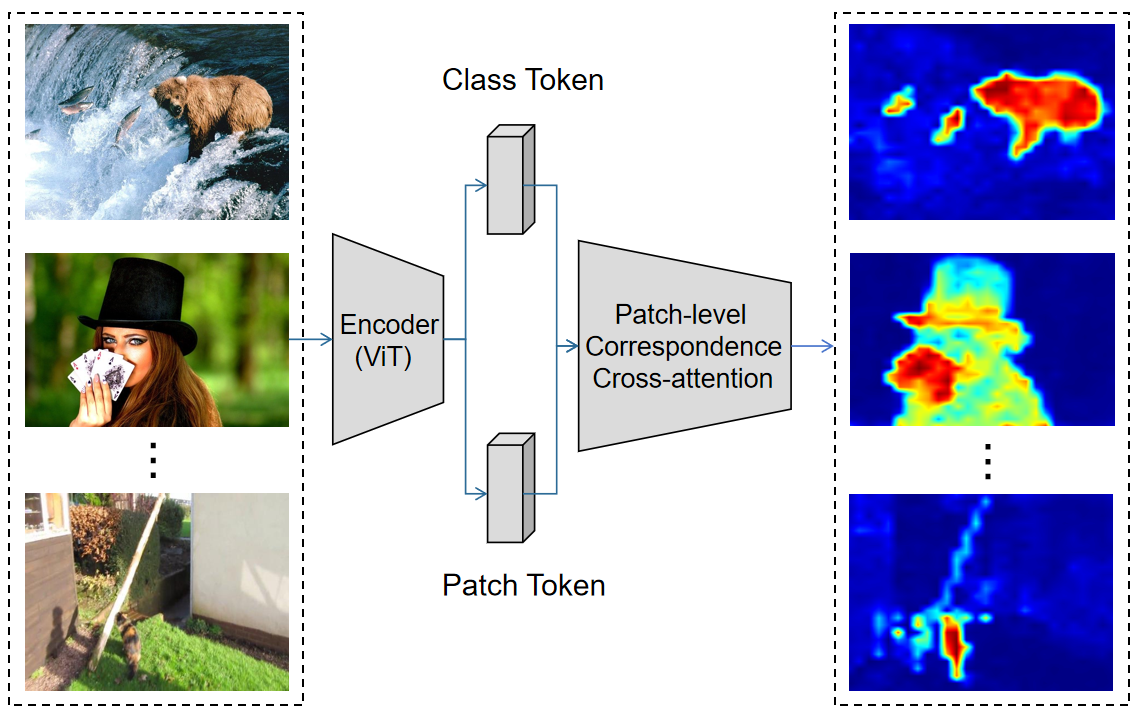 Class Token
Encoder
(ViT)
Patch-level
Correspondence
Cross-attention
Patch Token